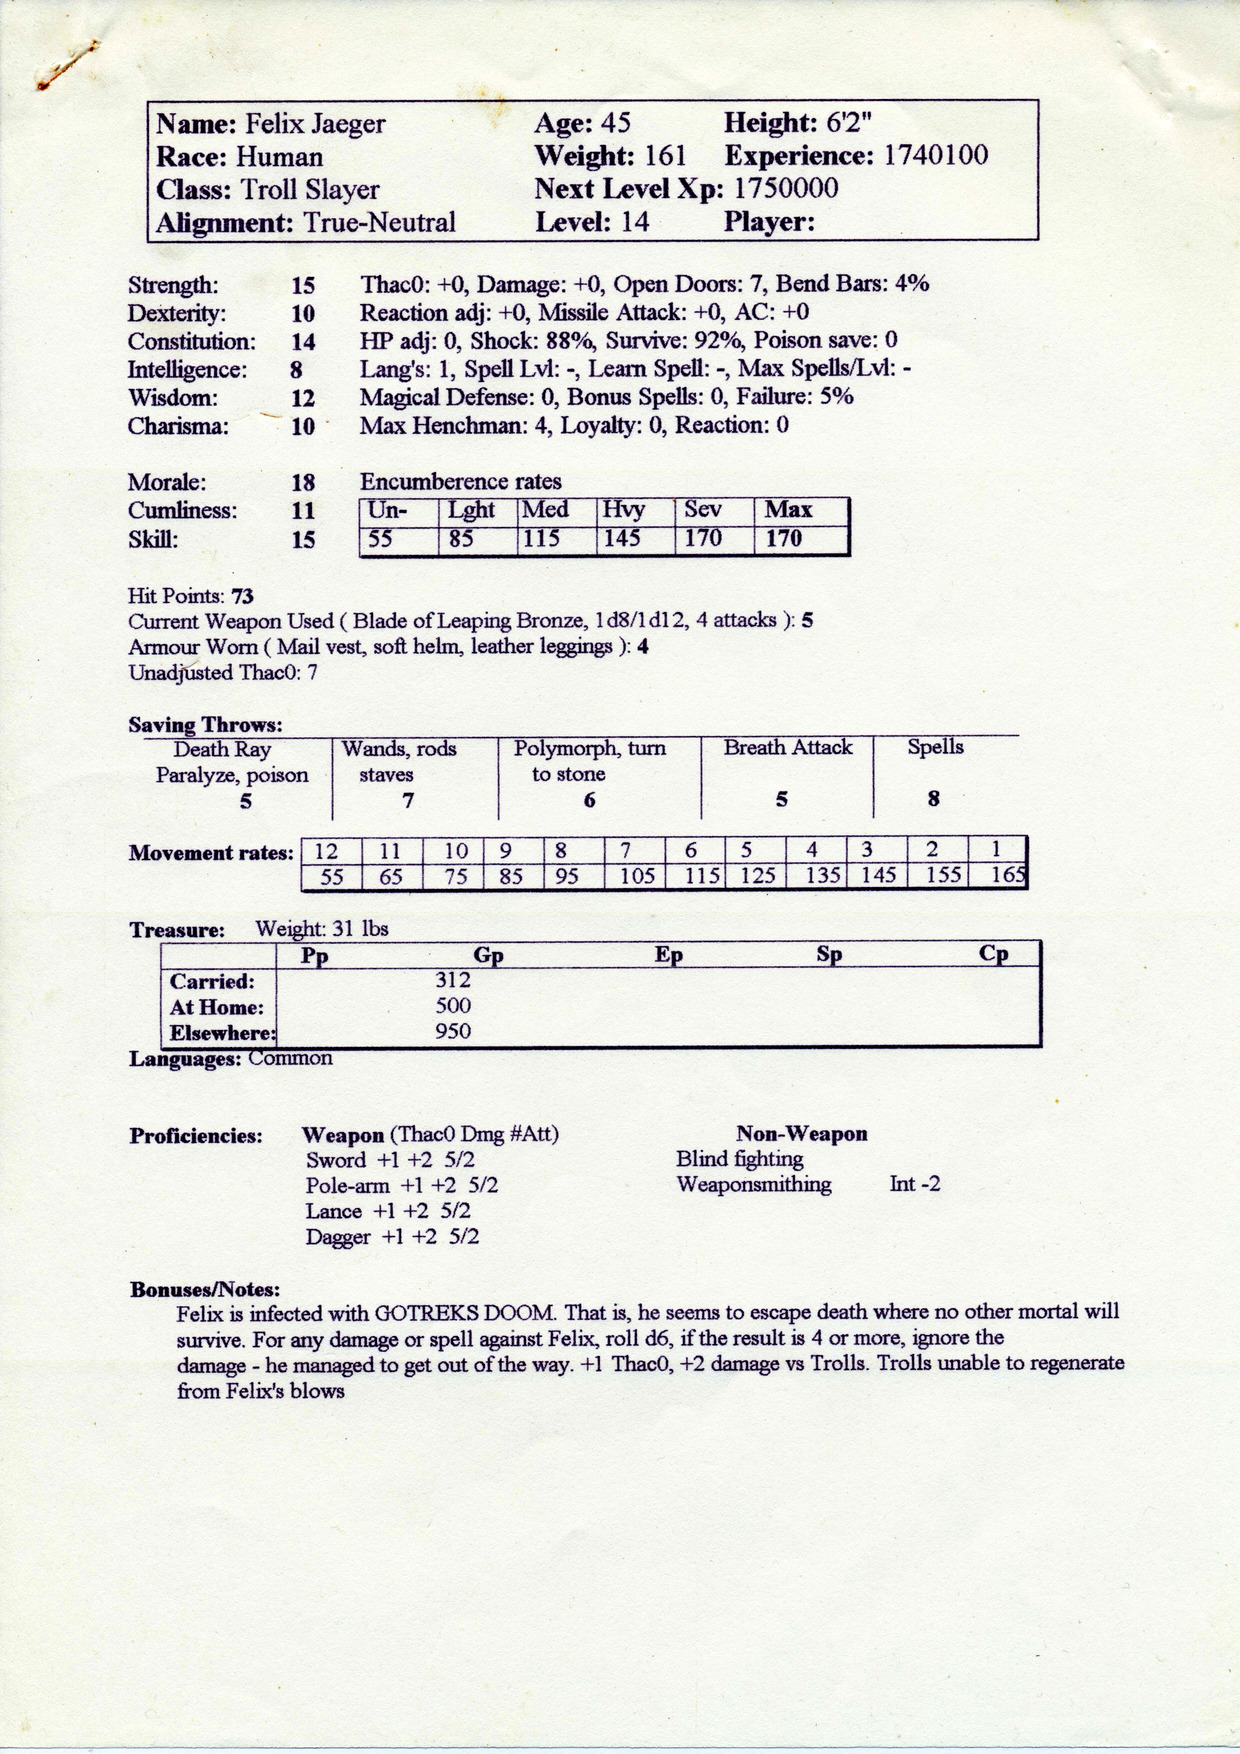 Name: Felix Jaeger Age: 45 Height: 6'2"
Race: Human Weight: 161 Experience: 1740100
Class: Troll Slayer Next Level Xp: 1750000
Alignment: True-Neutral Level: 14 Player:
Strength: 15 Thac0: +0, Damage: +0, Open Doors: 7, Bend Bars: 4%
Dexterity: 10 Reaction adj: +0, Missile Attack: +0, AC: +0
Constitution: 14 HP adj: 0, Shock: 88%, Survive: 92%, Poison save: 0
Intelligence: 8 Lang's: 1, Spell Lvl: -, Learn Spell: -, Max Spells/Lvl: -
Wisdom: 12 Magical Defense: 0, Bonus Spells: 0, Failure: 5%
Charisma: 10 Max Henchman: 4, Loyalty: 0, Reaction: 0
Morale: 18 Encumberence rates
Cumliness: 11 Un- Lght Med Hvy Sev Max
Skill: 15 55 85 115 145 170 170
Hit Points: 73
Current Weapon Used ( Blade of Leaping Bronze, 1d8/1d12, 4 attacks ): 5
Armour Worn ( Mail vest, soft helm, leather leggings ): 4
Unadjusted Thac0: 7
Saving Throws:
Death Ray Wands, rods Polymorph, turn Breath Attack Spells
Paralyze, poison staves to stone
5 7 6 5 8
Movement rates: 12 11 10 9 8 7 6 5 4 3 2 1
55 65 75 85 95 105 115 125 135 145 155 165
Treasure: Weight: 31 lbs
Pp Gp Ep Sp Cp
Carried: 312
At Home: 500
Elsewhere: 950
Languages: Common
Proficiencies: Weapon (Thac0 Dmg #Att) Non-Weapon
Sword +1 +2 5/2 Blind fighting
Pole-arm +1 +2 5/2 Weaponsmithing Int -2
Lance +1 +2 5/2
Dagger +1 +2 5/2
Bonuses/Notes:
Felix is infected with GOTREKS DOOM. That is, he seems to escape death where no other mortal will
survive. For any damage or spell against Felix, roll d6, if the result is 4 or more, ignore the
damage - he managed to get out of the way. +1 Thac0, +2 damage vs Trolls. Trolls unable to regenerate
from Felix's blows